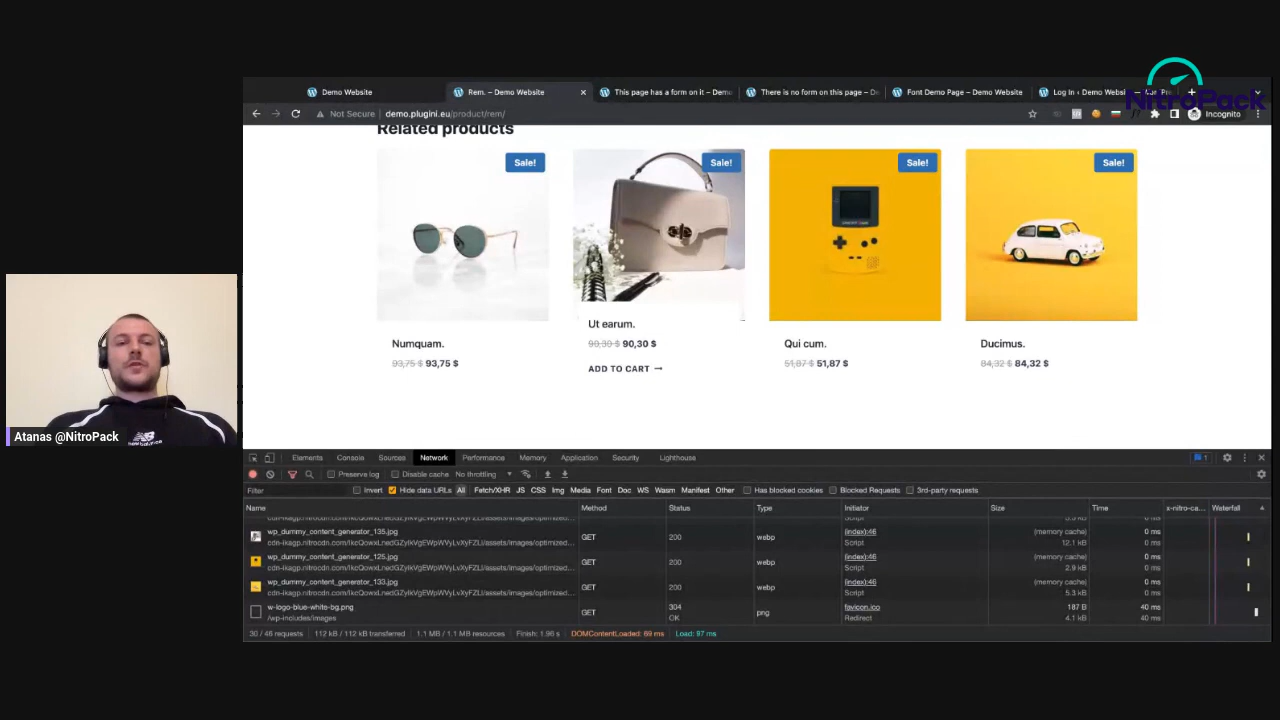 Demo Website
Rem. – Demo Website
This page has a form on it – Demo
There is no form on this page – De
Font Demo Page – Demo Website
Log In ‹ Demo Websi
NitroPack
Not Secure
demo.plugini.eu/product/rem/
Incognito
Related products
Sale!
Sale!
Sale!
Sale!
Numquam.
93,75 $ 93,75 $
Ut earum.
90,30 $ 90,30 $
ADD TO CART →
Qui cum.
51,87 $ 51,87 $
Ducimus.
84,32 $ 84,32 $
Atanas @NitroPack
Elements Console Sources Network Performance Memory Application Security Lighthouse
1
Preserve log Disable cache No throttling
Filter Invert Hide data URLs All Fetch/XHR JS CSS Img Media Font Doc WS Wasm Manifest Other Has blocked cookies Blocked Requests 3rd-party requests
Name Method Status Type Initiator Size Time x-nitro-ca... Waterfall
wp_dummy_content_generator_135.jpg GET 200 webp (index):46 (memory cache) 0 ms
Script 12.1 kB 0 ms
wp_dummy_content_generator_125.jpg GET 200 webp (index):46 (memory cache) 0 ms
Script 2.9 kB 0 ms
wp_dummy_content_generator_133.jpg GET 200 webp (index):46 (memory cache) 0 ms
Script 5.3 kB 0 ms
w-logo-blue-white-bg.png GET 304 png favicon.ico 187 B 40 ms
/wp-includes/images OK Redirect 4.1 kB 40 ms
30 / 46 requests 112 kB / 112 kB transferred 1.1 MB / 1.1 MB resources Finish: 1.96 s DOMContentLoaded: 69 ms Load: 97 ms